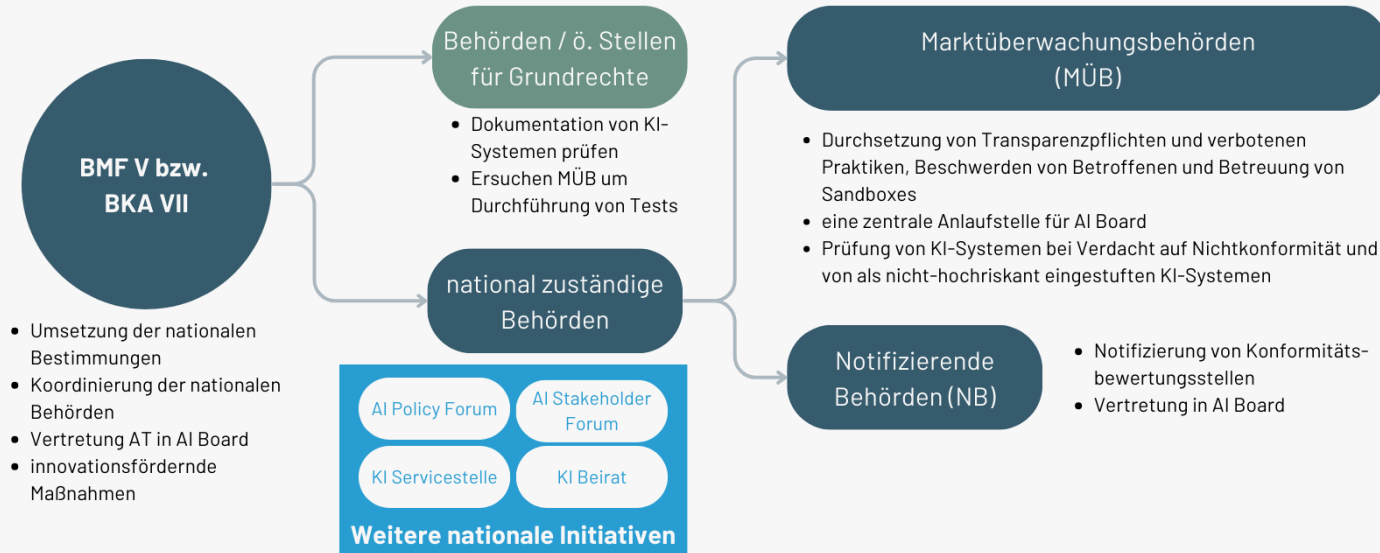 BMF V bzw.
BKA VII
• Umsetzung der nationalen
Bestimmungen
• Koordinierung der nationalen
Behörden
• Vertretung AT in AI Board
• innovationsfördernde
Maßnahmen
Behörden / ö. Stellen
für Grundrechte
• Dokumentation von KI-
Systemen prüfen
• Ersuchen MÜB um
Durchführung von Tests
national zuständige
Behörden
AI Policy Forum
AI Stakeholder
Forum
KI Servicestelle
KI Beirat
Weitere nationale Initiativen
Marktüberwachungsbehörden
(MÜB)
• Durchsetzung von Transparenzpflichten und verbotenen
Praktiken, Beschwerden von Betroffenen und Betreuung von
Sandboxes
• eine zentrale Anlaufstelle für AI Board
• Prüfung von KI-Systemen bei Verdacht auf Nichtkonformität und
von als nicht-hochriskant eingestuften KI-Systemen
Notifizierende
Behörden (NB)
• Notifizierung von Konformitäts-
bewertungsstellen
• Vertretung in AI Board